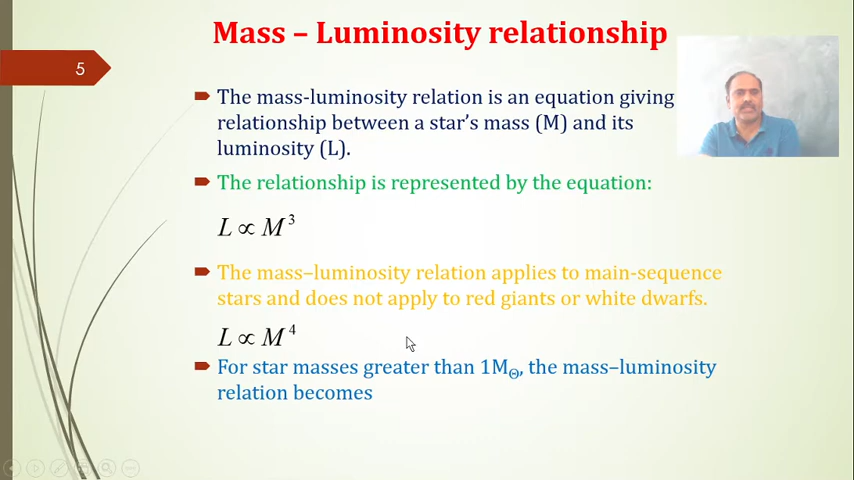 Mass – Luminosity relationship
5
The mass-luminosity relation is an equation giving
relationship between a star's mass (M) and its
luminosity (L).
The relationship is represented by the equation:
L ∝ M³
The mass–luminosity relation applies to main-sequence
stars and does not apply to red giants or white dwarfs.
L ∝ M⁴
For star masses greater than 1M_Θ, the mass–luminosity
relation becomes